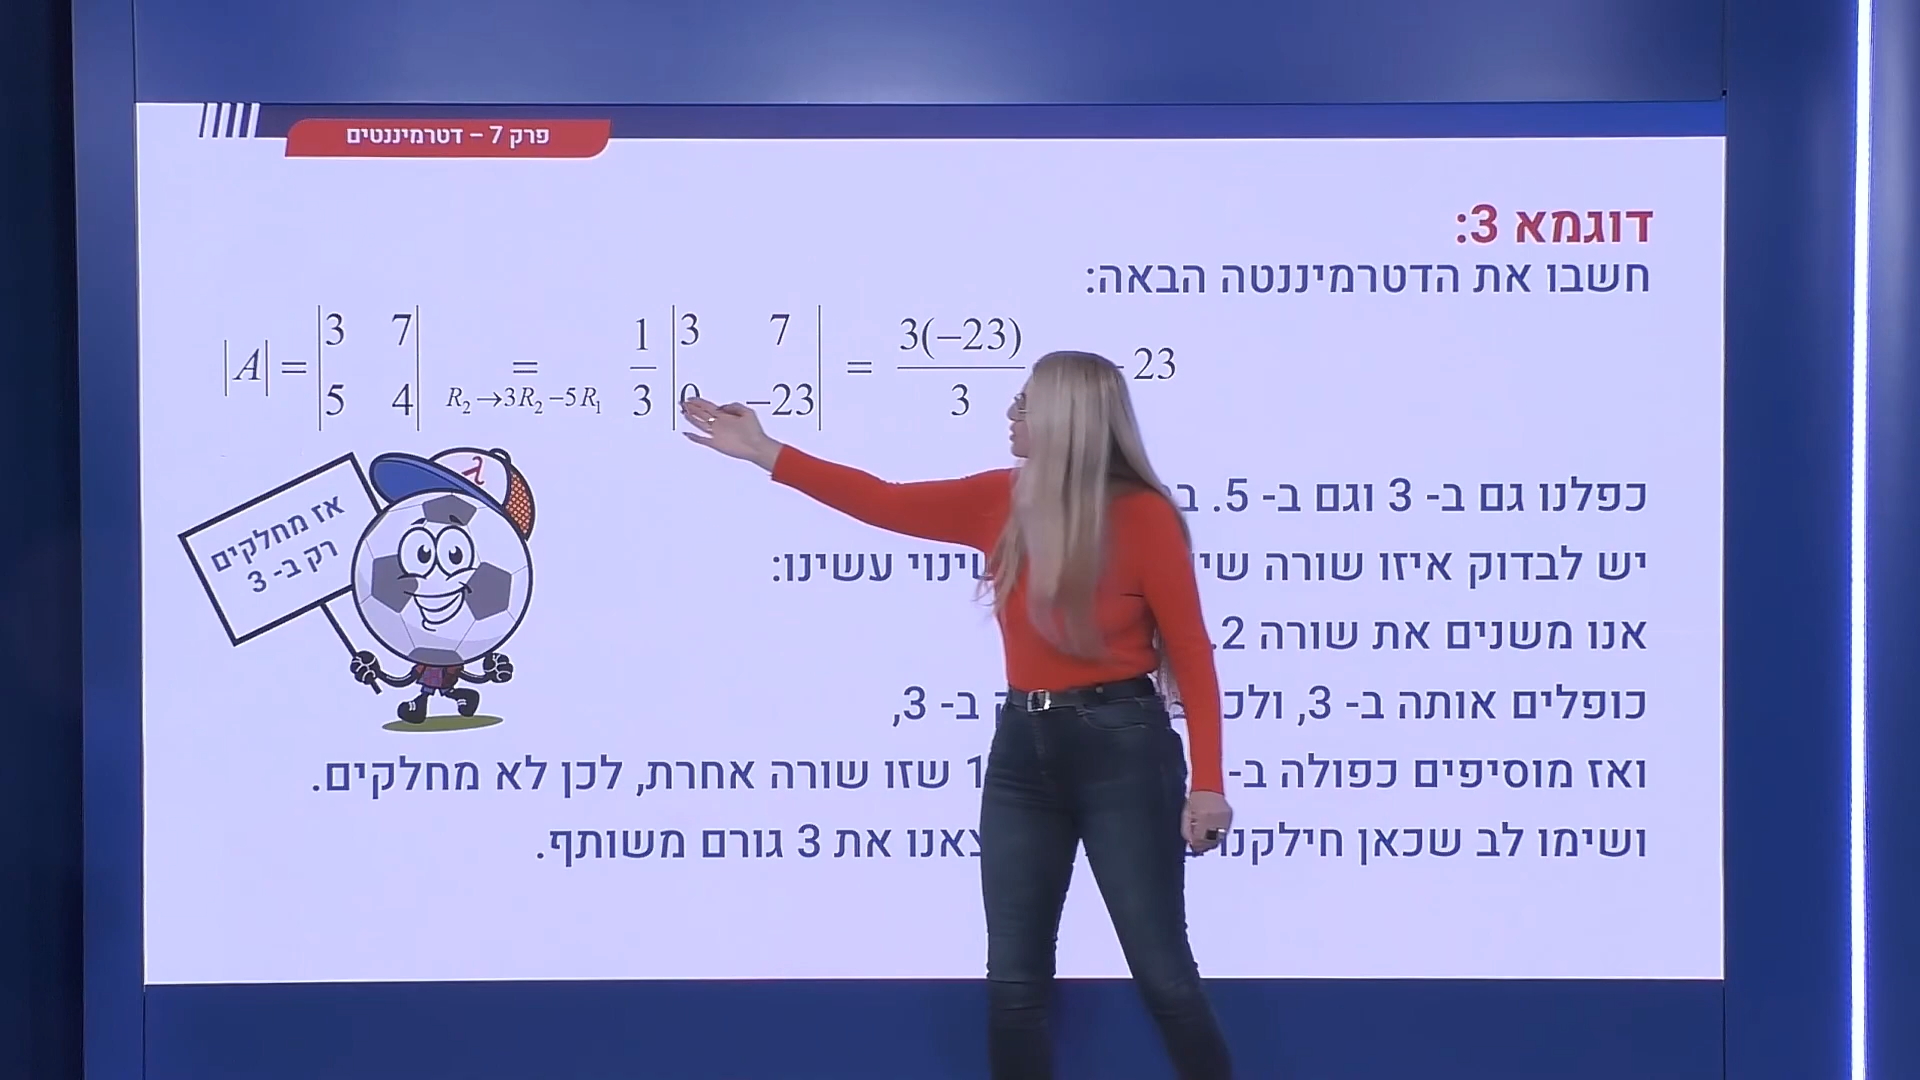 פרק 7 – דטרמיננטים
דוגמא 3:
חשבו את הדטרמיננטה הבאה:
|A| = |3 7; 5 4| = R₂→3R₂−5R₁ 1/3 |3 7; 0 −23| = 3(−23)/3 −23
כפלנו גם ב- 3 וגם ב- 5.
יש לבדוק איזו שורה עשינו:
אנו משנים את שורה 2.
כופלים אותה ב- 3, ב- 3,
ואז מוסיפים כפולה ב- 1 שזו שורה אחרת, לכן לא מחלקים.
ושימו לב שכאן את 3 גורם משותף.
אז מחלקים
רק ב- 3